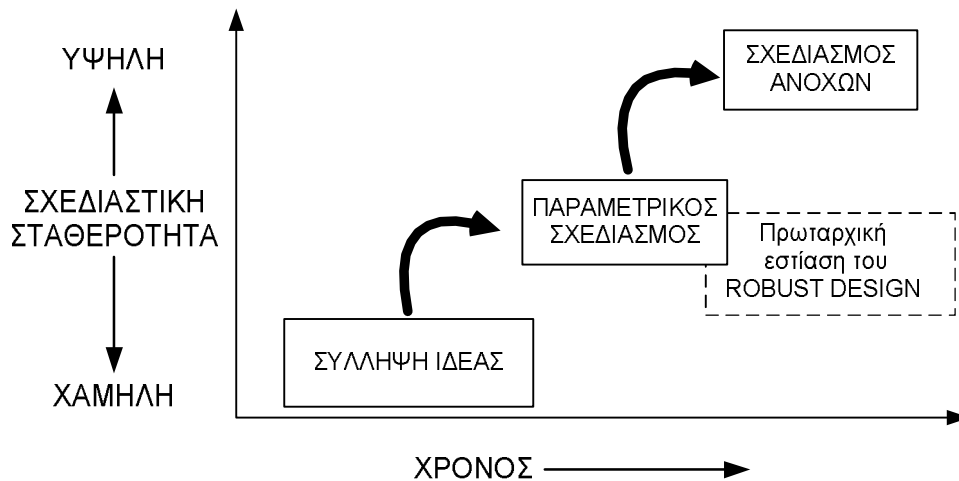 ΥΨΗΛΗ
ΣΧΕΔΙΑΣΤΙΚΗ
ΣΤΑΘΕΡΟΤΗΤΑ
ΧΑΜΗΛΗ
ΣΧΕΔΙΑΣΜΟΣ
ΑΝΟΧΩΝ
ΠΑΡΑΜΕΤΡΙΚΟΣ
ΣΧΕΔΙΑΣΜΟΣ
Πρωταρχική
εστίαση του
ROBUST DESIGN
ΣΥΛΛΗΨΗ ΙΔΕΑΣ
ΧΡΟΝΟΣ